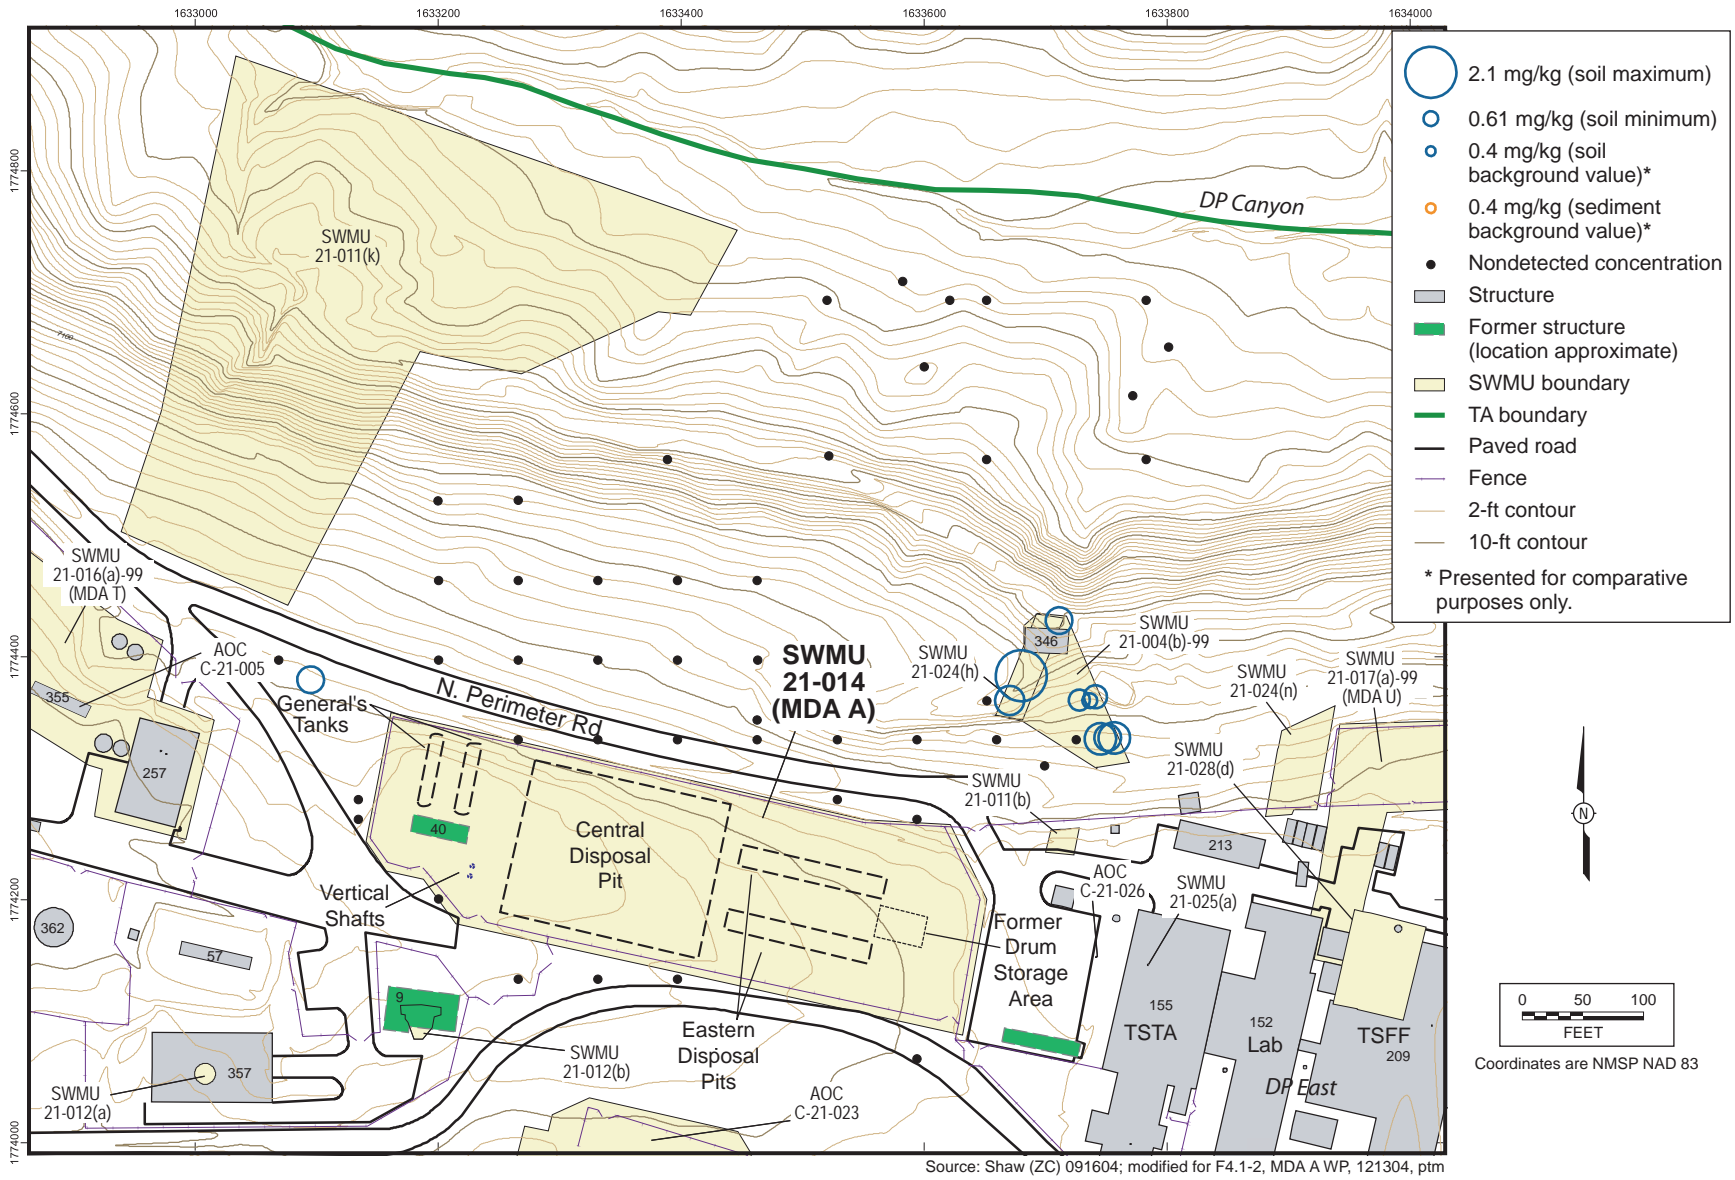 1633000
1633200
1633400
1633600
1633800
1634000
1774800
1774600
1774400
1774200
1774000
2.1 mg/kg (soil maximum)
0.61 mg/kg (soil minimum)
0.4 mg/kg (soil
background value)*
0.4 mg/kg (sediment
background value)*
Nondetected concentration
Structure
Former structure
(location approximate)
SWMU boundary
TA boundary
Paved road
Fence
2-ft contour
10-ft contour
* Presented for comparative
purposes only.
DP Canyon
SWMU
21-011(k)
7160
SWMU
21-016(a)-99
(MDA T)
AOC
C-21-005
355
257
General's
Tanks
N. Perimeter Rd
SWMU
21-014
(MDA A)
SWMU
21-024(h)
346
SWMU
21-004(b)-99
SWMU
21-024(n)
SWMU
21-017(a)-99
(MDA U)
SWMU
21-028(d)
SWMU
21-011(b)
40
Central
Disposal
Pit
213
AOC
C-21-026
SWMU
21-025(a)
Vertical
Shafts
Former
Drum
Storage
Area
362
57
9
155
TSTA
152
Lab
TSFF
209
Eastern
Disposal
Pits
SWMU
21-012(b)
357
SWMU
21-012(a)
AOC
C-21-023
DP East
N
0 50 100
FEET
Coordinates are NMSP NAD 83
Source: Shaw (ZC) 091604; modified for F4.1-2, MDA A WP, 121304, ptm